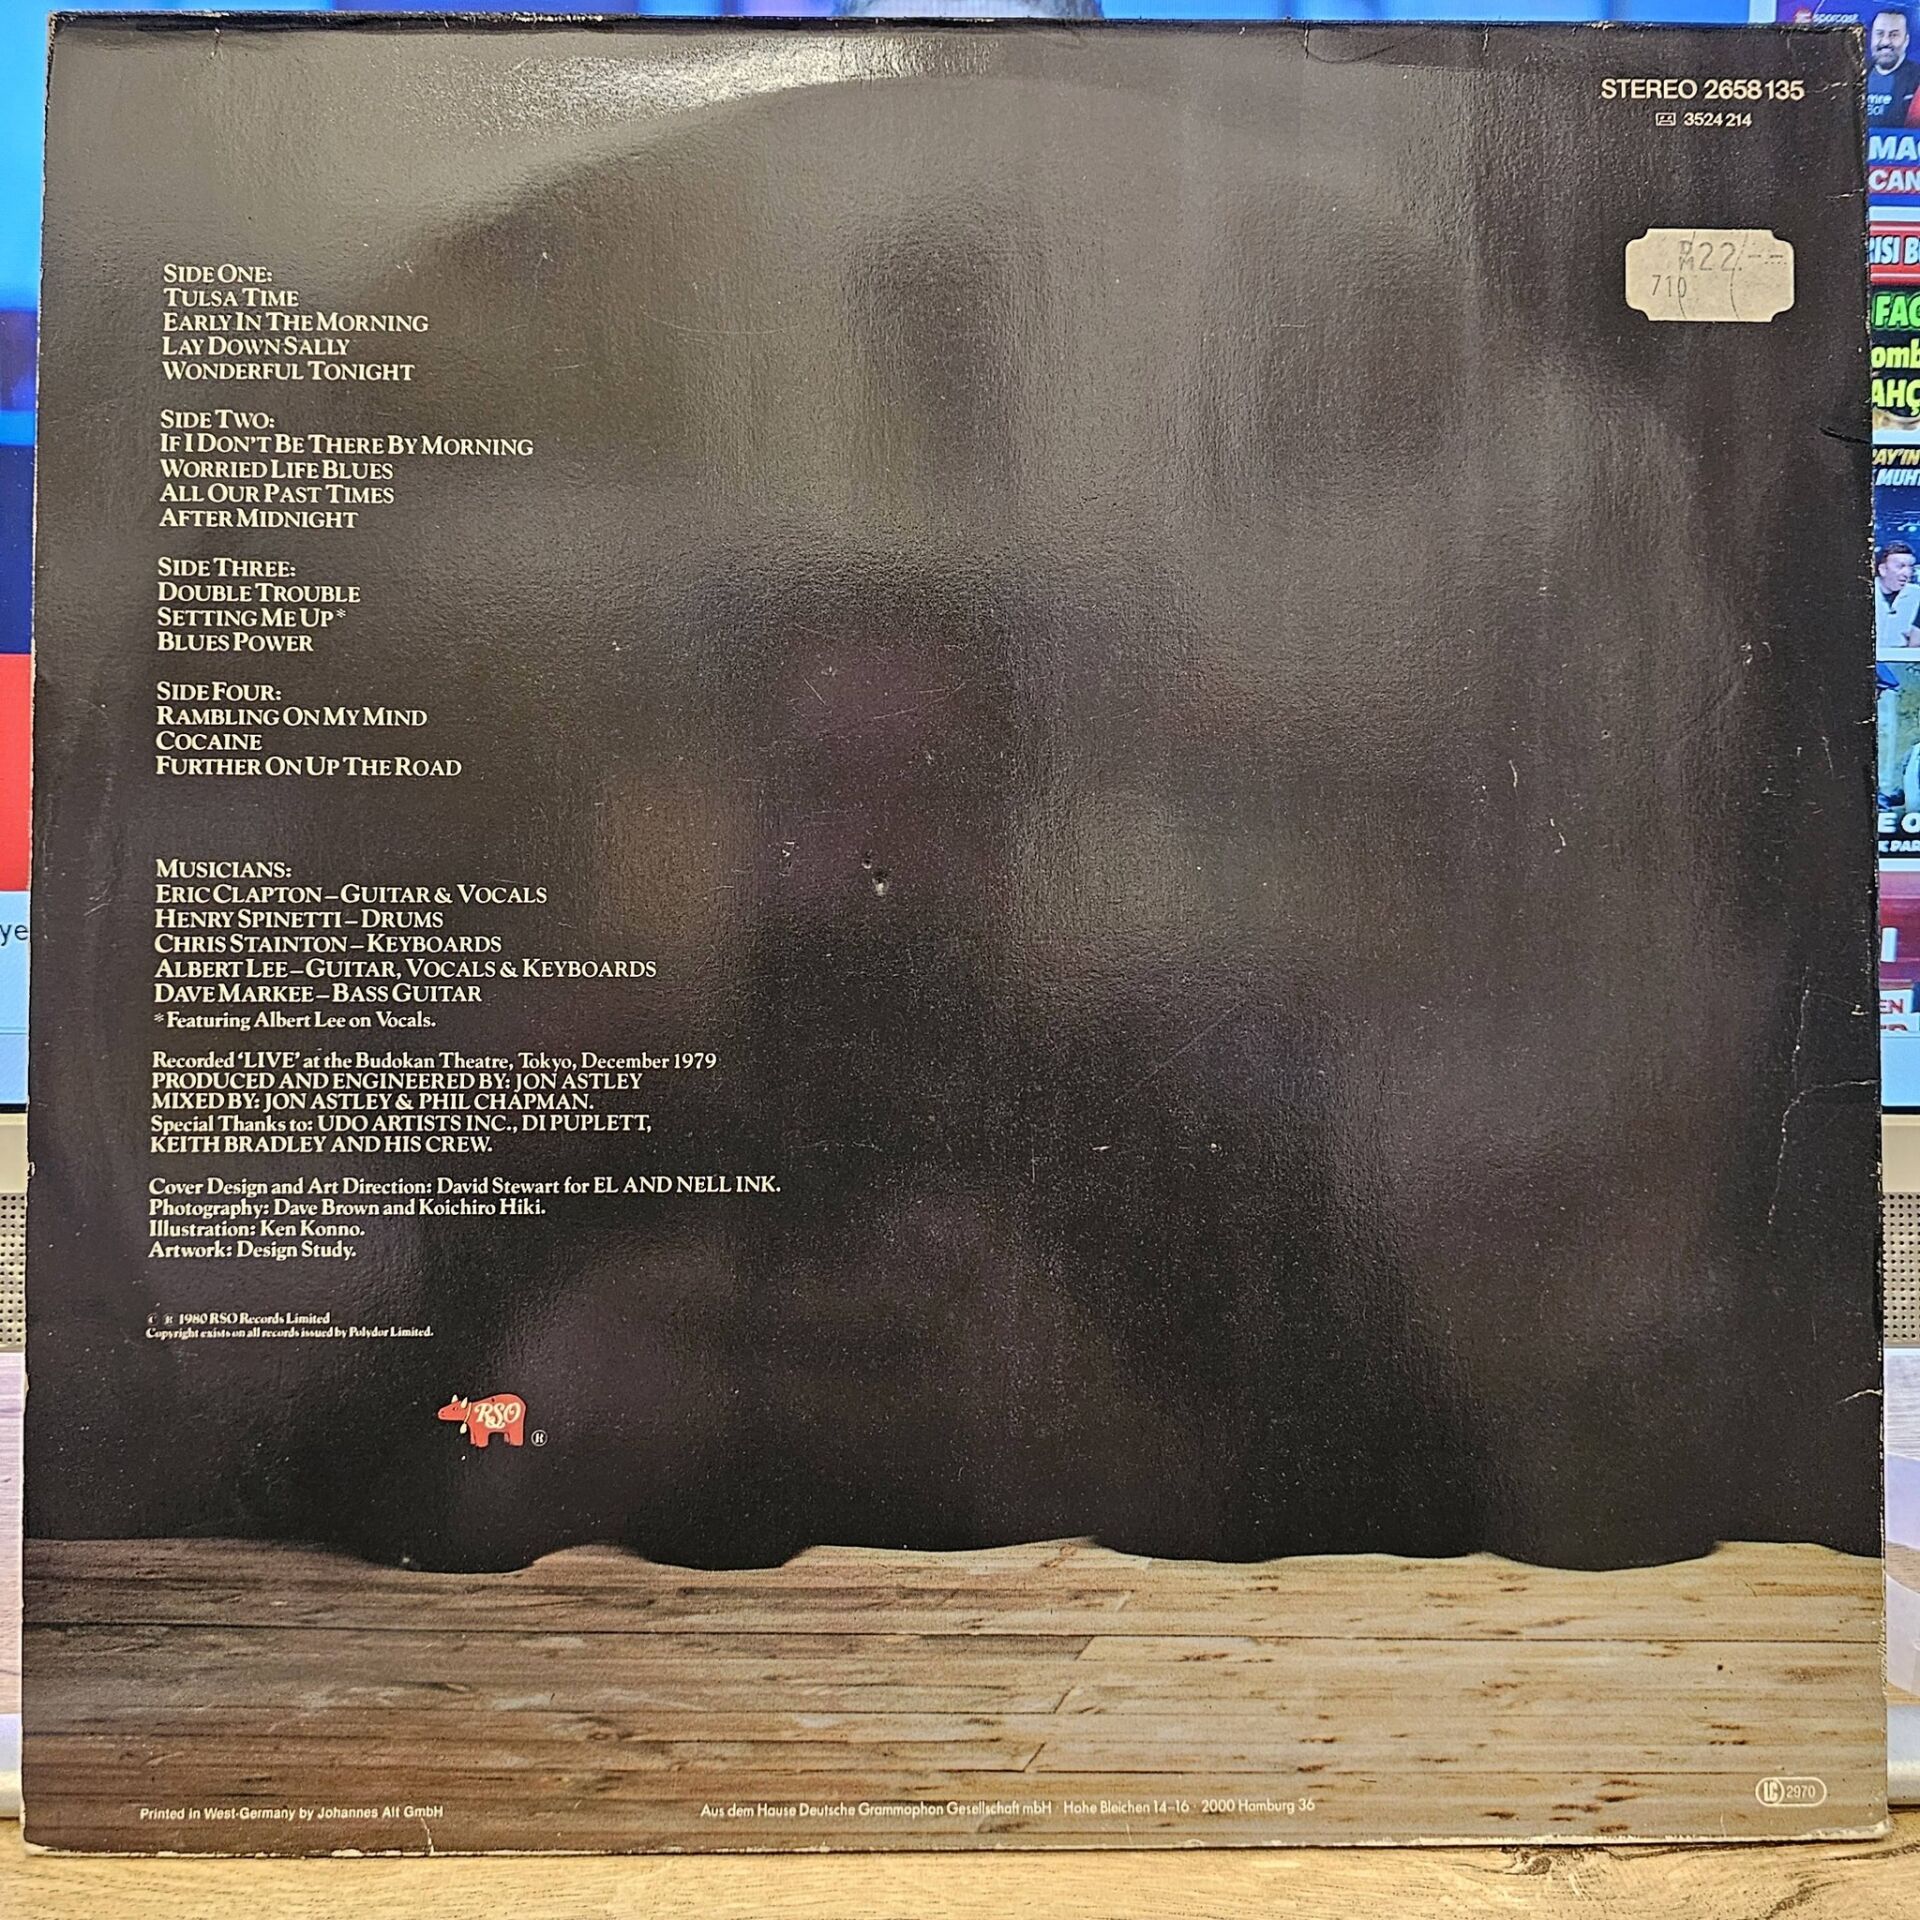 STEREO 2658 135
3524 214
DM22.--
710
SIDE ONE:
TULSA TIME
EARLY IN THE MORNING
LAY DOWN SALLY
WONDERFUL TONIGHT
SIDE TWO:
IF I DON'T BE THERE BY MORNING
WORRIED LIFE BLUES
ALL OUR PAST TIMES
AFTER MIDNIGHT
SIDE THREE:
DOUBLE TROUBLE
SETTING ME UP*
BLUES POWER
SIDE FOUR:
RAMBLING ON MY MIND
COCAINE
FURTHER ON UP THE ROAD
MUSICIANS:
ERIC CLAPTON–GUITAR & VOCALS
HENRY SPINETTI–DRUMS
CHRIS STAINTON–KEYBOARDS
ALBERT LEE–GUITAR, VOCALS & KEYBOARDS
DAVE MARKEE–BASS GUITAR
*Featuring Albert Lee on Vocals.
Recorded 'LIVE' at the Budokan Theatre, Tokyo, December 1979
PRODUCED AND ENGINEERED BY: JON ASTLEY
MIXED BY: JON ASTLEY & PHIL CHAPMAN.
Special Thanks to: UDO ARTISTS INC., DI PUPLETT,
KEITH BRADLEY AND HIS CREW.
Cover Design and Art Direction: David Stewart for EL AND NELL INK.
Photography: Dave Brown and Koichiro Hiki.
Illustration: Ken Konno.
Artwork: Design Study.
© ℗ 1980 RSO Records Limited
Copyright exists on all records issued by Polydor Limited.
RSO ®
Printed in West-Germany by Johannes Alt GmbH
Aus dem Hause Deutsche Grammophon Gesellschaft mbH · Hohe Bleichen 14–16 · 2000 Hamburg 36
LC 2970